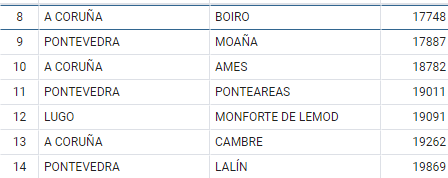 8 A CORUÑA BOIRO 17748
9 PONTEVEDRA MOAÑA 17887
10 A CORUÑA AMES 18782
11 PONTEVEDRA PONTEAREAS 19011
12 LUGO MONFORTE DE LEMOD 19091
13 A CORUÑA CAMBRE 19262
14 PONTEVEDRA LALÍN 19869